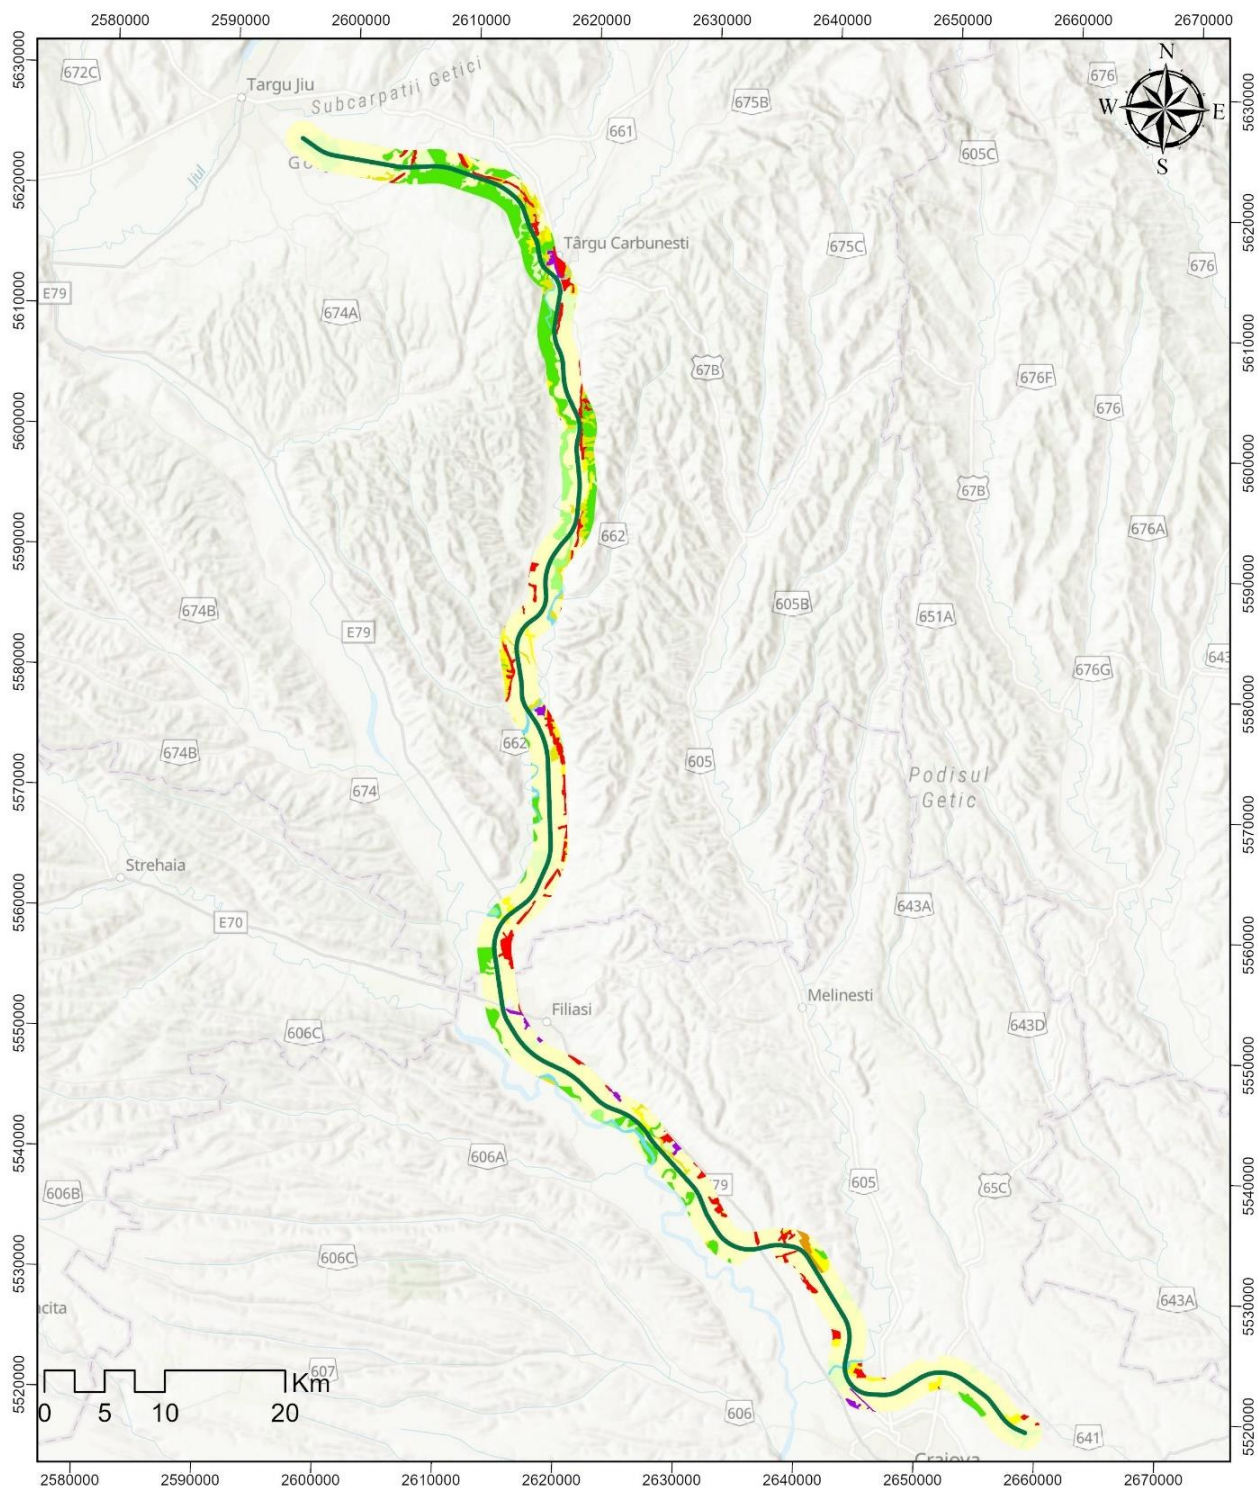 2580000 2590000 2600000 2610000 2620000 2630000 2640000 2650000 2660000 2670000
5630000
672C
Targu Jiu
Subcarpatii Getici
675B
676
N
W E
S
5630000
661
605C
Jiul
G
5620000
5620000
Târgu Carbunesti
675C
676
E79
674A
5610000
5610000
67B
676F
676
5600000
5600000
67B
662
676A
5590000
5590000
674B
605B
651A
E79
643
676G
5580000
5580000
674B
662
605
Podisul
Getic
674
5570000
5570000
Strehaia
5560000
E70
643A
5560000
Melinesti
Filiasi
606C
643D
5550000
5550000
606A
5540000
606B
79
605
65C
5540000
606C
5530000
643A
acita
5530000
607
5520000
Km
0 5 10 20
606
641
5520000
Craiova
2580000 2590000 2600000 2610000 2620000 2630000 2640000 2650000 2660000 2670000